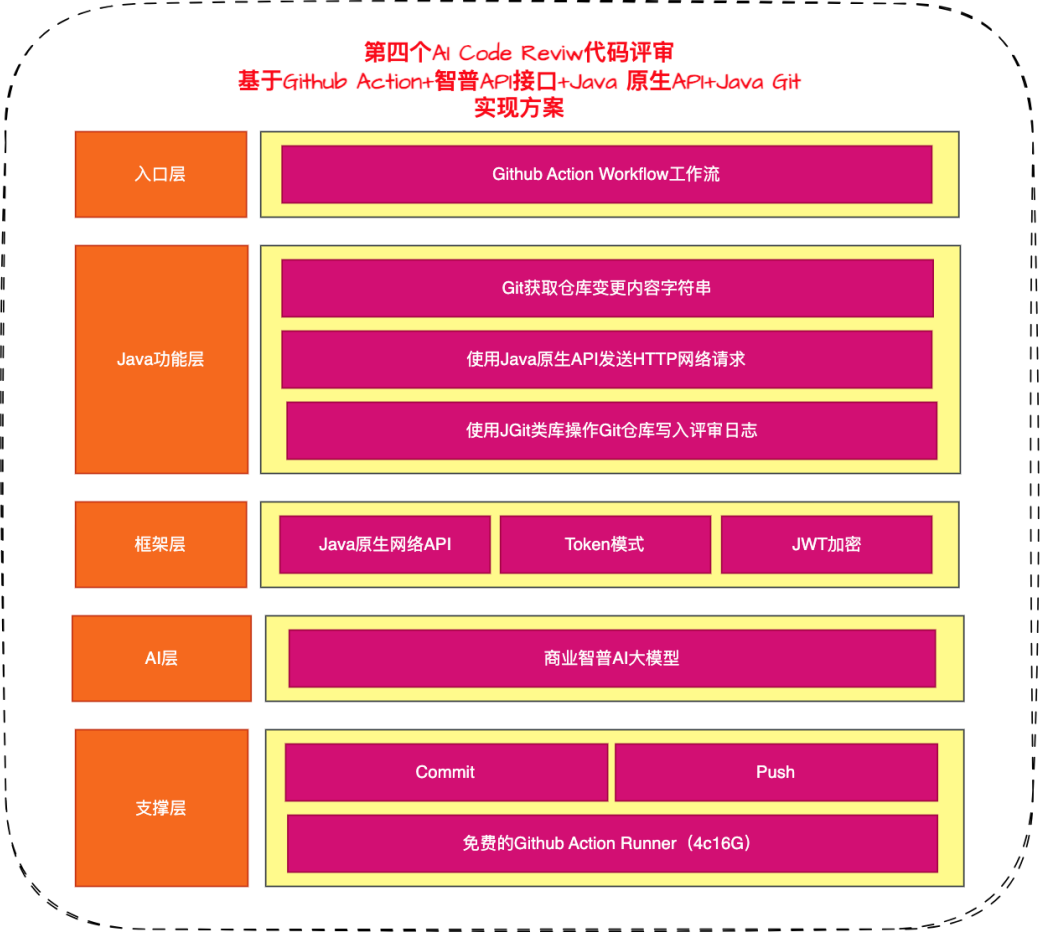 第四个AI Code Reviw代码评审
基于Github Action+智普API接口+Java 原生API+Java Git
实现方案
入口层
Github Action Workflow工作流
Java功能层
Git获取仓库变更内容字符串
使用Java原生API发送HTTP网络请求
使用JGit类库操作Git仓库写入评审日志
框架层
Java原生网络API
Token模式
JWT加密
AI层
商业智普AI大模型
支撑层
Commit
Push
免费的Github Action Runner（4c16G）